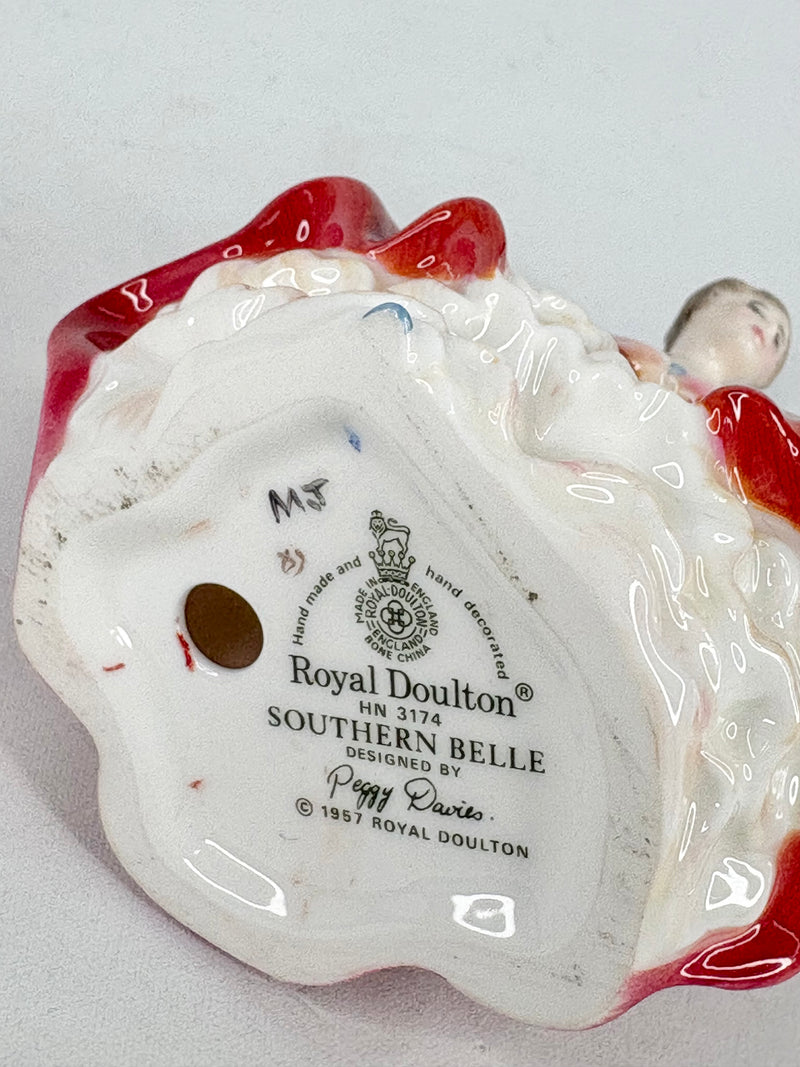 MJ
Hand made and hand decorated
MADE IN ENGLAND
ROYAL·DOULTON
ENGLAND
BONE CHINA
Royal Doulton®
HN 3174
SOUTHERN BELLE
DESIGNED BY
Peggy Davies.
© 1957 ROYAL DOULTON